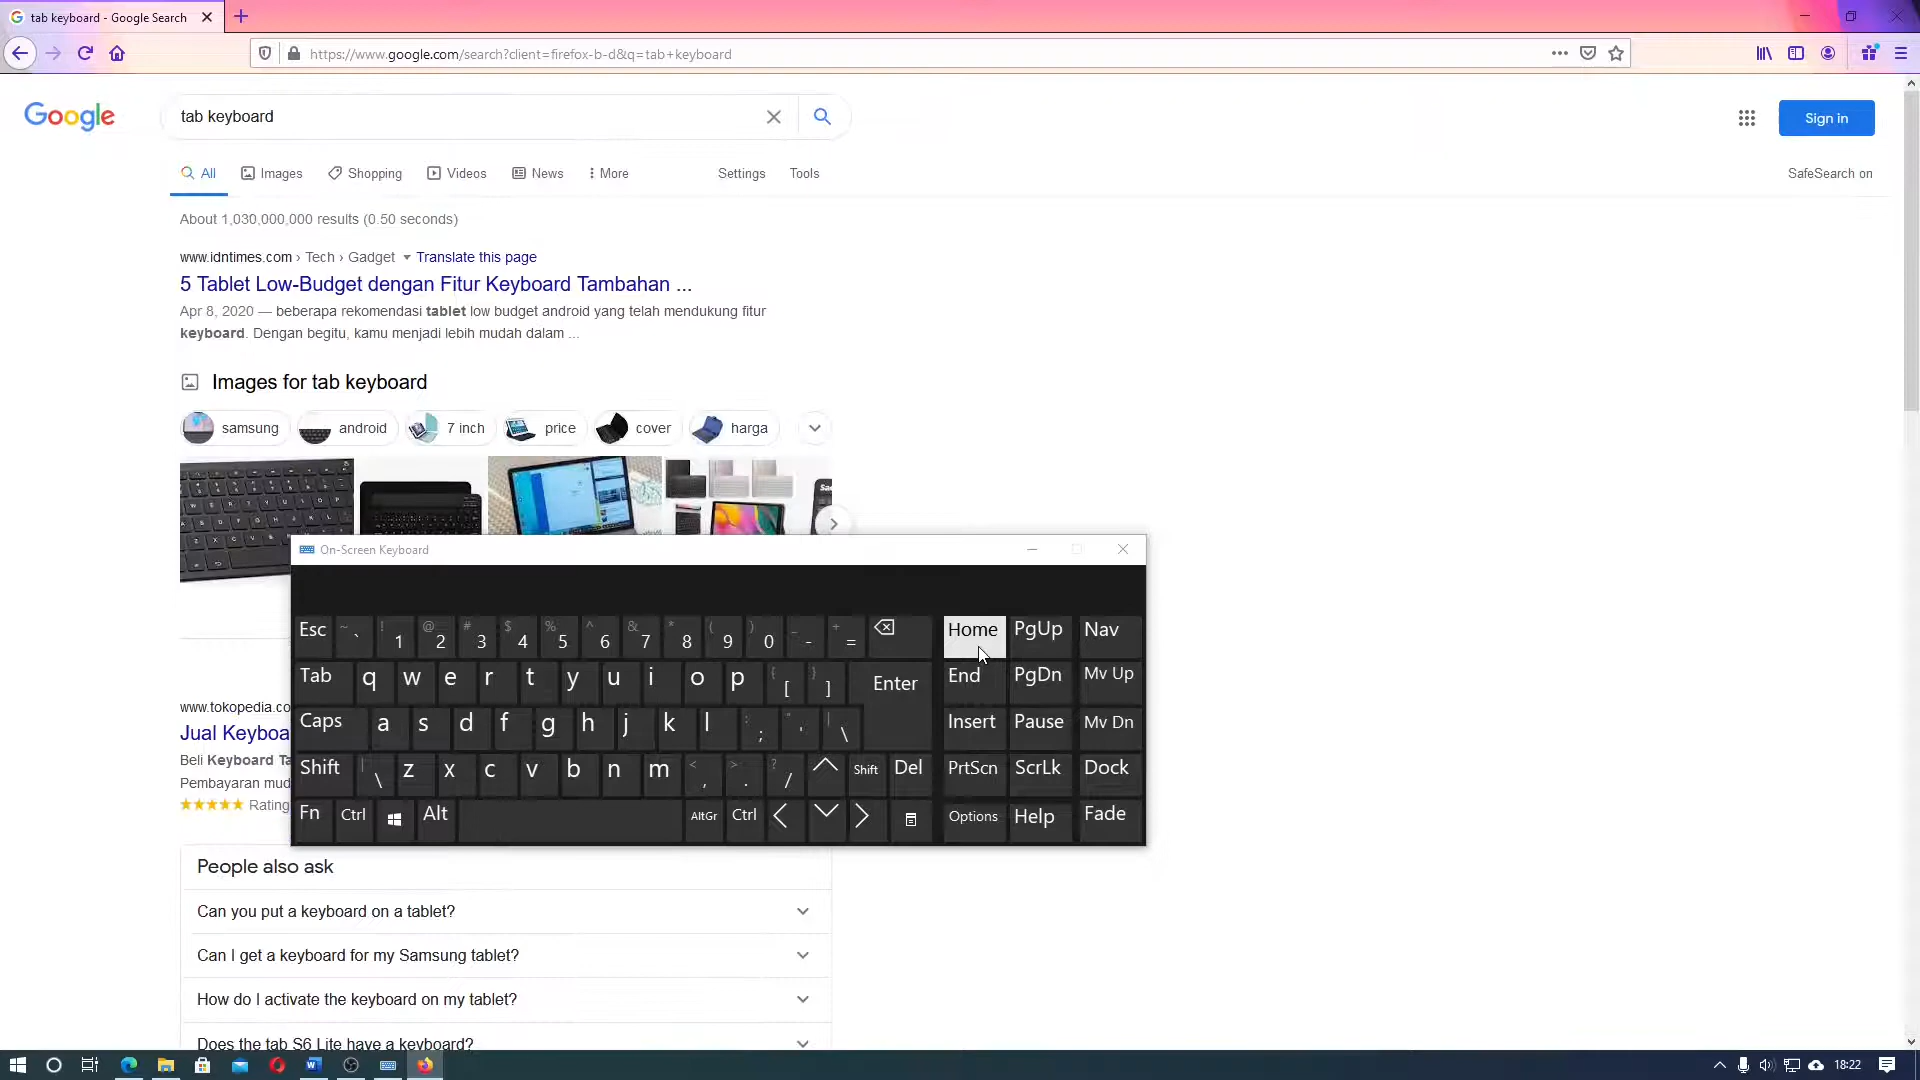 tab keyboard - Google Search
https://www.google.com/search?client=firefox-b-d&q=tab+keyboard
Google
tab keyboard
Sign in
All Images Shopping Videos News More Settings Tools SafeSearch on
About 1,030,000,000 results (0.50 seconds)
www.idntimes.com › Tech › Gadget Translate this page
5 Tablet Low-Budget dengan Fitur Keyboard Tambahan ...
Apr 8, 2020 — beberapa rekomendasi tablet low budget android yang telah mendukung fitur
keyboard. Dengan begitu, kamu menjadi lebih mudah dalam ...
Images for tab keyboard
samsung android 7 inch price cover harga
On-Screen Keyboard
Esc ~ ` ! 1 @ 2 # 3 $ 4 % 5 ^ 6 & 7 * 8 ( 9 ) 0 _ - + = Home PgUp Nav
Tab q w e r t y u i o p { [ } ] Enter End PgDn Mv Up
www.tokopedia.co
Caps a s d f g h j k l : ; " ' | \ Insert Pause Mv Dn
Jual Keyboa
Beli Keyboard Ta
Shift | \ z x c v b n m < , > . ? / Shift Del PrtScn ScrLk Dock
Pembayaran mud
Rating
Fn Ctrl Alt AltGr Ctrl Options Help Fade
People also ask
Can you put a keyboard on a tablet?
Can I get a keyboard for my Samsung tablet?
How do I activate the keyboard on my tablet?
Does the tab S6 Lite have a keyboard?
18:22